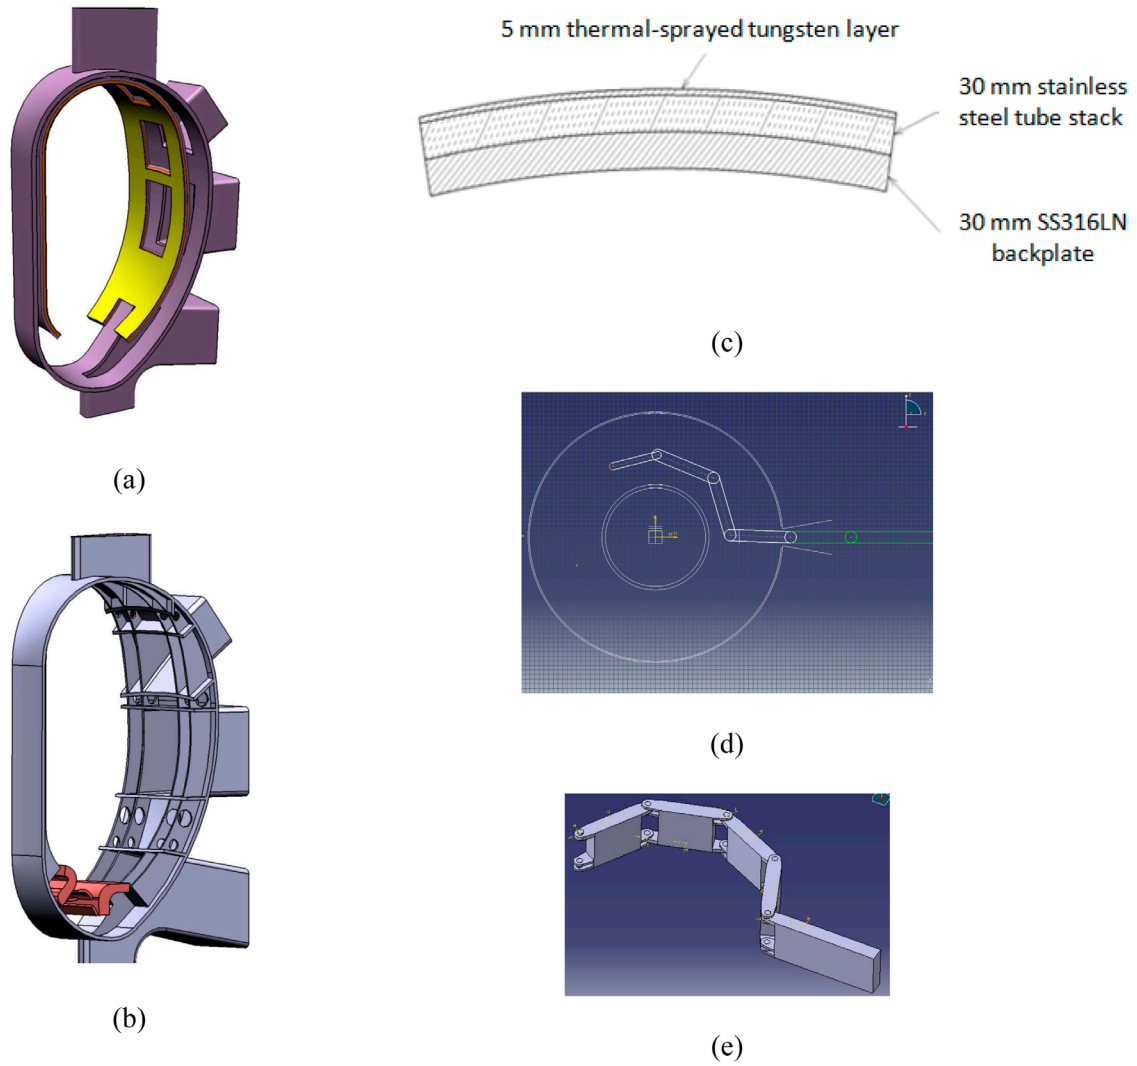 5 mm thermal-sprayed tungsten layer
30 mm stainless
steel tube stack
30 mm SS316LN
backplate
(c)
(a)
(d)
(b)
(e)